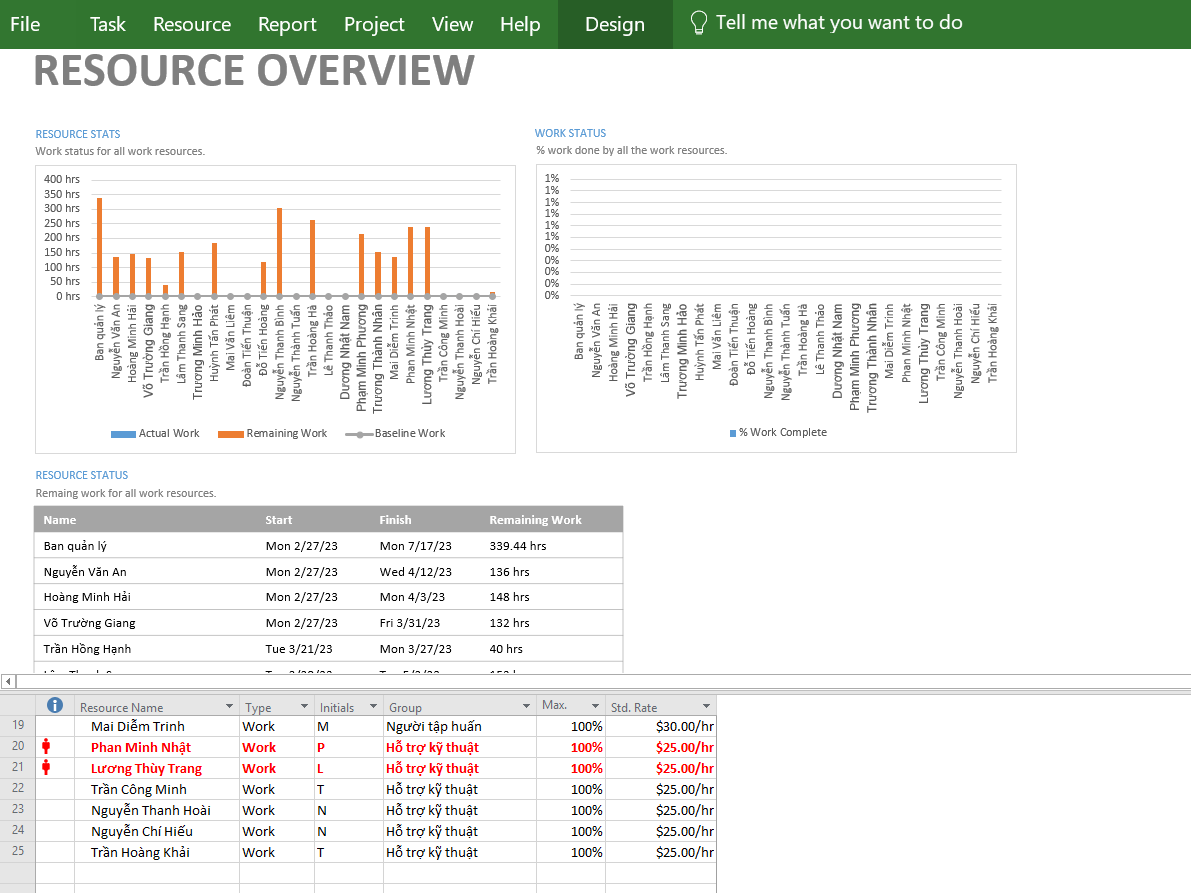 File Task Resource Report Project View Help Design Tell me what you want to do
RESOURCE OVERVIEW
RESOURCE STATS
Work status for all work resources.
400 hrs
350 hrs
300 hrs
250 hrs
200 hrs
150 hrs
100 hrs
50 hrs
0 hrs
Ban quản lý
Nguyễn Văn An
Hoàng Minh Hải
Võ Trường Giang
Trần Hồng Hạnh
Lâm Thanh Sang
Trương Minh Hào
Huỳnh Tấn Phát
Mai Văn Liêm
Đoàn Tiến Thuận
Đỗ Tiến Hoàng
Nguyễn Thanh Bình
Nguyễn Thành Tuấn
Trần Hoàng Hà
Lê Thanh Thảo
Dương Nhật Nam
Phạm Minh Phương
Trương Thành Nhân
Mai Diễm Trinh
Phan Minh Nhật
Lương Thùy Trang
Trần Công Minh
Nguyễn Thanh Hoài
Nguyễn Chí Hiếu
Trần Hoàng Khải
Actual Work Remaining Work Baseline Work
WORK STATUS
% work done by all the work resources.
1%
1%
1%
1%
1%
1%
0%
0%
0%
0%
0%
Ban quản lý
Nguyễn Văn An
Hoàng Minh Hải
Võ Trường Giang
Trần Hồng Hạnh
Lâm Thanh Sang
Trương Minh Hào
Huỳnh Tấn Phát
Mai Văn Liêm
Đoàn Tiến Thuận
Đỗ Tiến Hoàng
Nguyễn Thanh Bình
Nguyễn Thành Tuấn
Trần Hoàng Hà
Lê Thanh Thảo
Dương Nhật Nam
Phạm Minh Phương
Trương Thành Nhân
Mai Diễm Trinh
Phan Minh Nhật
Lương Thùy Trang
Trần Công Minh
Nguyễn Thanh Hoài
Nguyễn Chí Hiếu
Trần Hoàng Khải
% Work Complete
RESOURCE STATUS
Remaing work for all work resources.
Name Start Finish Remaining Work
Ban quản lý Mon 2/27/23 Mon 7/17/23 339.44 hrs
Nguyễn Văn An Mon 2/27/23 Wed 4/12/23 136 hrs
Hoàng Minh Hải Mon 2/27/23 Mon 4/3/23 148 hrs
Võ Trường Giang Mon 2/27/23 Fri 3/31/23 132 hrs
Trần Hồng Hạnh Tue 3/21/23 Mon 3/27/23 40 hrs
Resource Name Type Initials Group Max. Std. Rate
19 Mai Diễm Trinh Work M Người tập huấn 100% $30.00/hr
20 Phan Minh Nhật Work P Hỗ trợ kỹ thuật 100% $25.00/hr
21 Lương Thùy Trang Work L Hỗ trợ kỹ thuật 100% $25.00/hr
22 Trần Công Minh Work T Hỗ trợ kỹ thuật 100% $25.00/hr
23 Nguyễn Thanh Hoài Work N Hỗ trợ kỹ thuật 100% $25.00/hr
24 Nguyễn Chí Hiếu Work N Hỗ trợ kỹ thuật 100% $25.00/hr
25 Trần Hoàng Khải Work T Hỗ trợ kỹ thuật 100% $25.00/hr